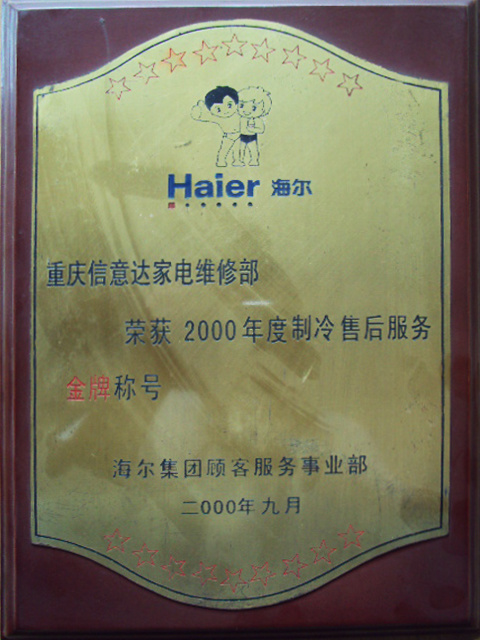 Haier 海尔
重庆信意达家电维修部
荣获 2000年度制冷售后服务
金牌称号
海尔集团顾客服务事业部
二000年九月